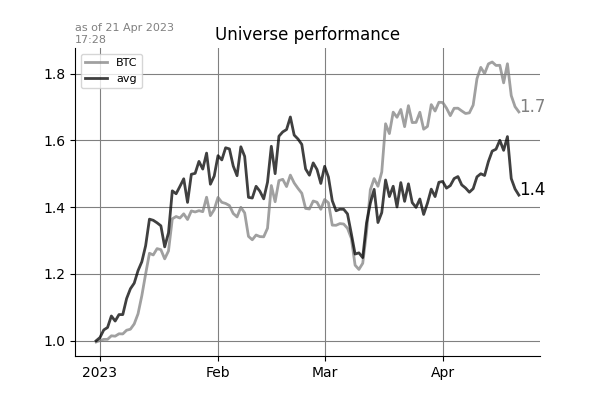 as of 21 Apr 2023
17:28
Universe performance
BTC
avg
1.8
1.6
1.4
1.2
1.0
1.7
1.4
2023
Feb
Mar
Apr